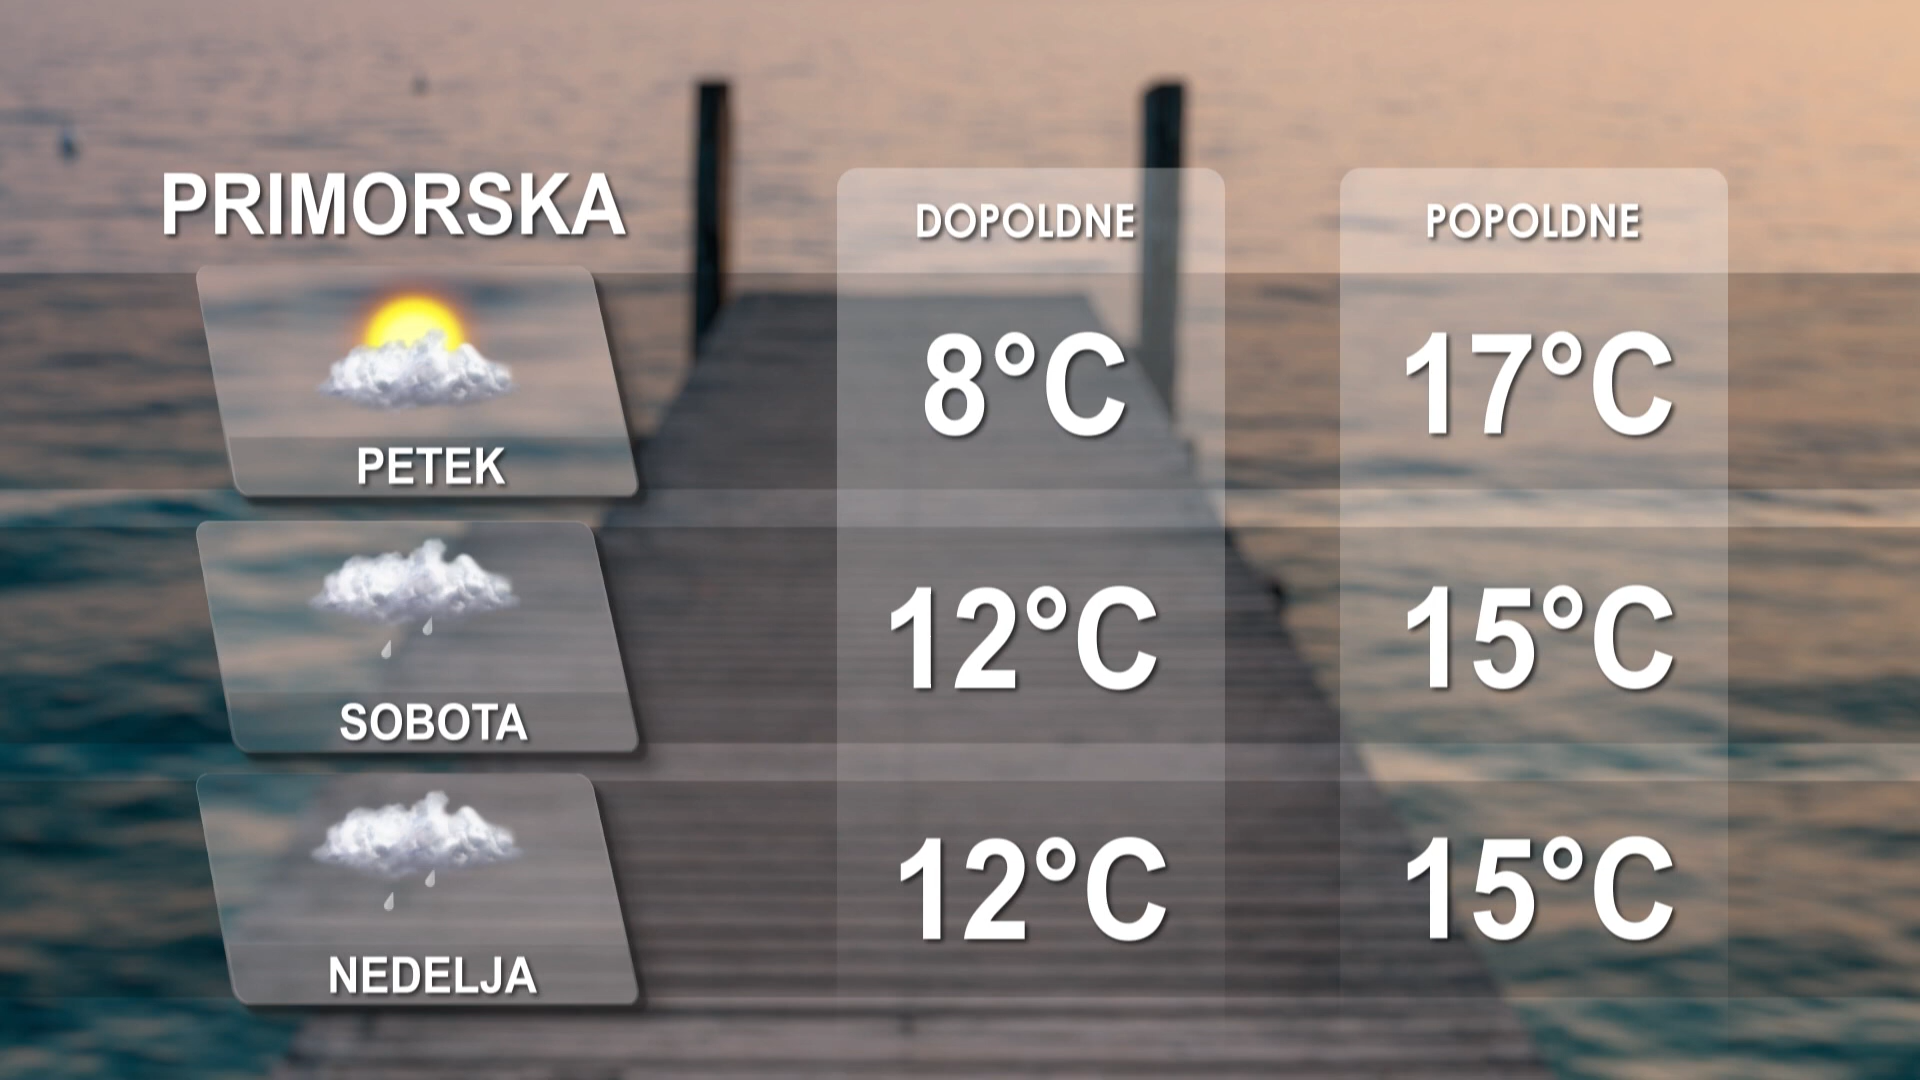 PRIMORSKA
DOPOLDNE
POPOLDNE
PETEK
8°C
17°C
SOBOTA
12°C
15°C
NEDELJA
12°C
15°C